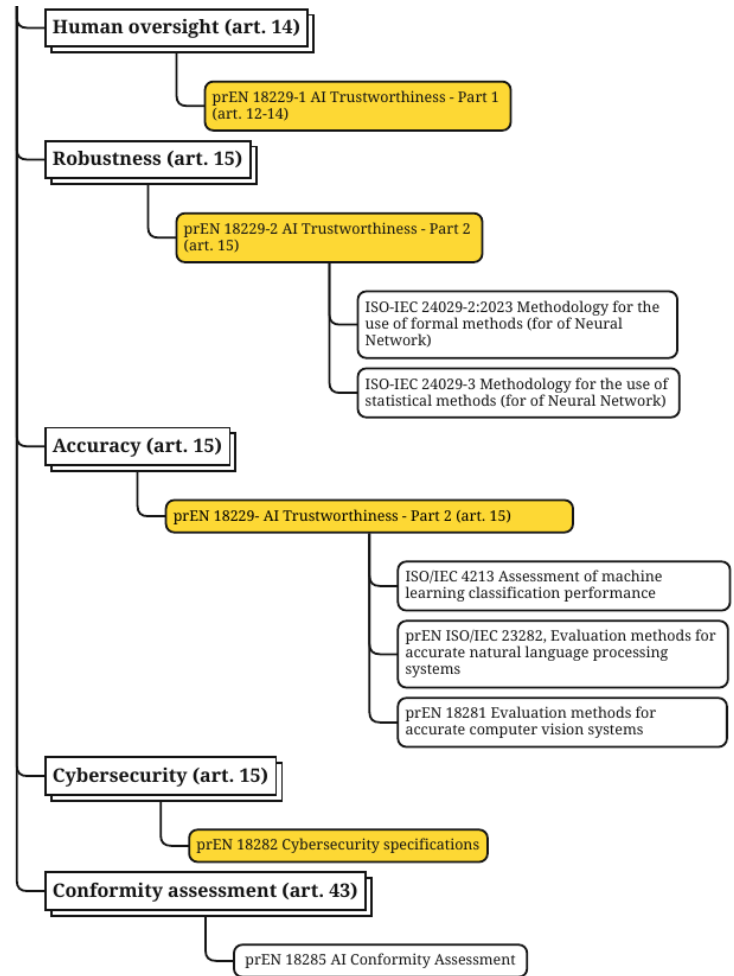 Human oversight (art. 14)
prEN 18229-1 AI Trustworthiness - Part 1
(art. 12-14)
Robustness (art. 15)
prEN 18229-2 AI Trustworthiness - Part 2
(art. 15)
ISO-IEC 24029-2:2023 Methodology for the
use of formal methods (for of Neural
Network)
ISO-IEC 24029-3 Methodology for the use of
statistical methods (for of Neural Network)
Accuracy (art. 15)
prEN 18229- AI Trustworthiness - Part 2 (art. 15)
ISO/IEC 4213 Assessment of machine
learning classification performance
prEN ISO/IEC 23282, Evaluation methods for
accurate natural language processing
systems
prEN 18281 Evaluation methods for
accurate computer vision systems
Cybersecurity (art. 15)
prEN 18282 Cybersecurity specifications
Conformity assessment (art. 43)
prEN 18285 AI Conformity Assessment